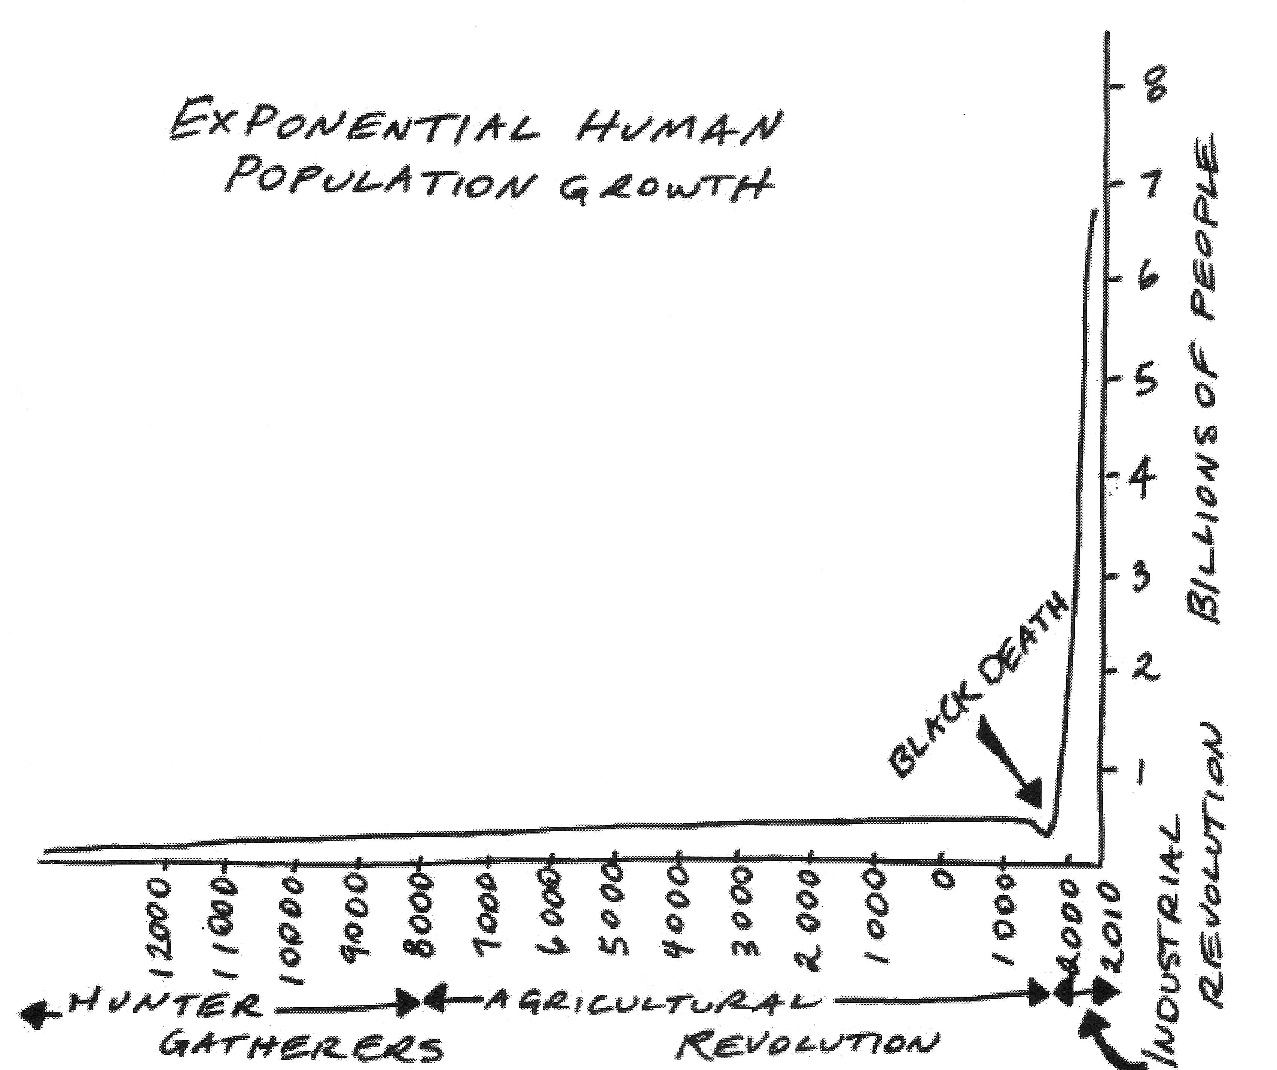 EXPONENTIAL HUMAN
POPULATION GROWTH
8
7
6
5
4
3
2
1
BILLIONS OF PEOPLE
BLACK DEATH
12000
11000
10000
9000
8000
7000
6000
5000
4000
3000
2000
1000
0
1000
2000
2010
HUNTER
GATHERERS
AGRICULTURAL
REVOLUTION
INDUSTRIAL
REVOLUTION